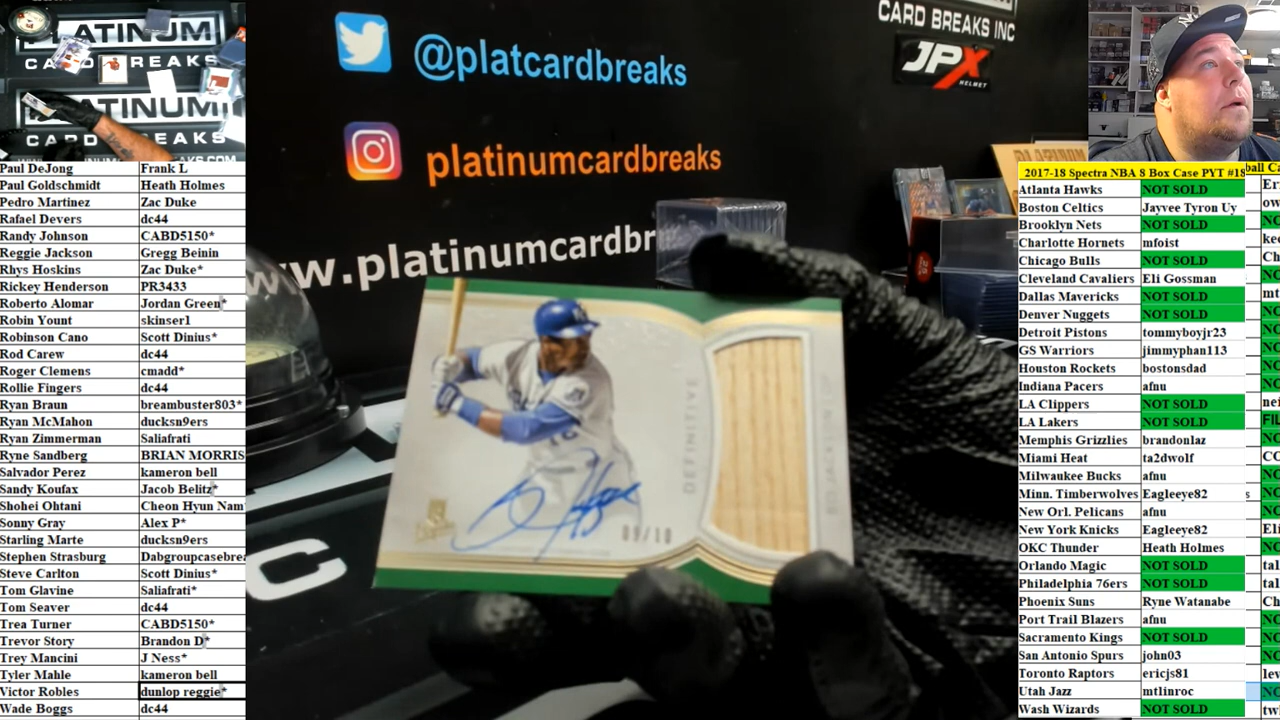 PLATINUM
CARD BREAKS
PLATINUM
CARD BREAKS
@platcardbreaks
platinumcardbreaks
www.platinumcardbr
CARD BREAKS INC
JPX
HELMET
DEFINITIVE
09/10
Paul DeJong Frank L
Paul Goldschmidt Heath Holmes
Pedro Martinez Zac Duke
Rafael Devers dc44
Randy Johnson CABD5150*
Reggie Jackson Gregg Beinin
Rhys Hoskins Zac Duke*
Rickey Henderson PR3433
Roberto Alomar Jordan Green*
Robin Yount skinser1
Robinson Cano Scott Dinius*
Rod Carew dc44
Roger Clemens cmadd*
Rollie Fingers dc44
Ryan Braun breambuster803*
Ryan McMahon ducksn9ers
Ryan Zimmerman Saliafrati
Ryne Sandberg BRIAN MORRIS
Salvador Perez kameron bell
Sandy Koufax Jacob Belitz*
Shohei Ohtani Cheon Hyun Nam
Sonny Gray Alex P*
Starling Marte ducksn9ers
Stephen Strasburg Dabgroupcasebrea
Steve Carlton Scott Dinius*
Tom Glavine Saliafrati*
Tom Seaver dc44
Trea Turner CABD5150*
Trevor Story Brandon D*
Trey Mancini J Ness*
Tyler Mahle kameron bell
Victor Robles dunlop reggie*
Wade Boggs dc44
2017-18 Spectra NBA 8 Box Case PYT #18
Atlanta Hawks NOT SOLD
Boston Celtics Jayvee Tyron Uy
Brooklyn Nets NOT SOLD
Charlotte Hornets mfoist
Chicago Bulls NOT SOLD
Cleveland Cavaliers Eli Gossman
Dallas Mavericks NOT SOLD
Denver Nuggets NOT SOLD
Detroit Pistons tommyboyjr23
GS Warriors jimmyphan113
Houston Rockets bostonsdad
Indiana Pacers afnu
LA Clippers NOT SOLD
LA Lakers NOT SOLD
Memphis Grizzlies brandonlaz
Miami Heat ta2dwolf
Milwaukee Bucks afnu
Minn. Timberwolves Eagleeye82
New Orl. Pelicans afnu
New York Knicks Eagleeye82
OKC Thunder Heath Holmes
Orlando Magic NOT SOLD
Philadelphia 76ers NOT SOLD
Phoenix Suns Ryne Watanabe
Port Trail Blazers afnu
Sacramento Kings NOT SOLD
San Antonio Spurs john03
Toronto Raptors ericjs81
Utah Jazz mtlinroc
Wash Wizards NOT SOLD